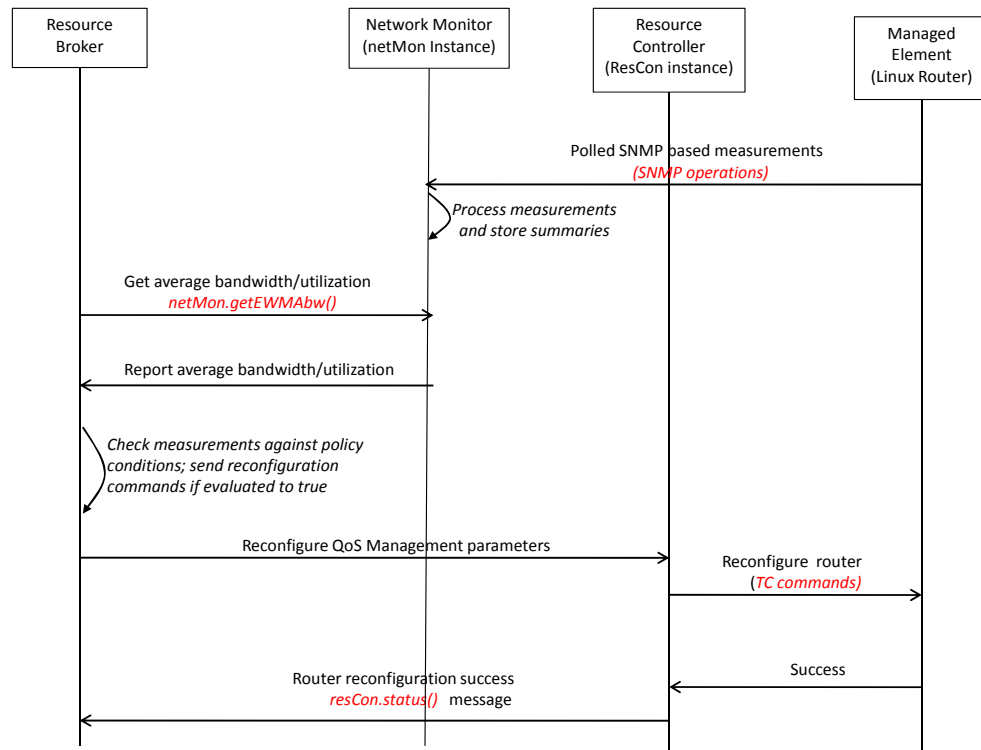 Resource
Broker
Network Monitor
(netMon Instance)
Resource
Controller
(ResCon instance)
Managed
Element
(Linux Router)
Polled SNMP based measurements
(SNMP operations)
Process measurements
and store summaries
Get average bandwidth/utilization
netMon.getEWMAbw()
Report average bandwidth/utilization
Check measurements against policy
conditions; send reconfiguration
commands if evaluated to true
Reconfigure QoS Management parameters
Reconfigure router
(TC commands)
Success
Router reconfiguration success
resCon.status() message